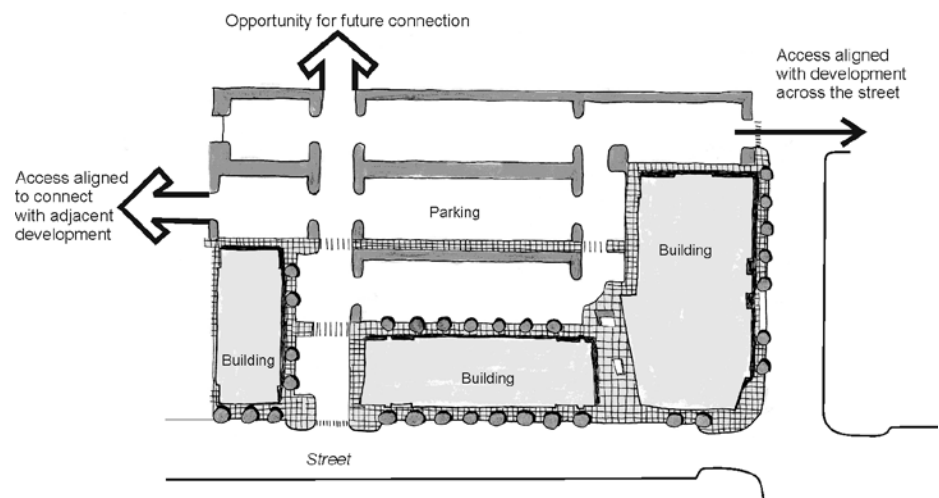 Opportunity for future connection
Access aligned
with development
across the street
Access aligned
to connect
with adjacent
development
Parking
Building
Building
Building
Street